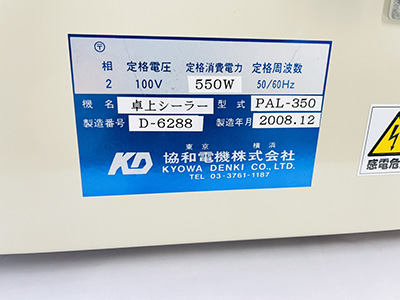 〒
相 定格電圧 定格消費電力 定格周波数
2 100V 550W 50/60Hz
機名 卓上シーラー 型式 PAL-350
製造番号 D-6288 製造年月 2008.12
東京 横浜
KD 協和電機株式会社
KYOWA DENKI CO., LTD.
TEL 03-3761-1187
感電危